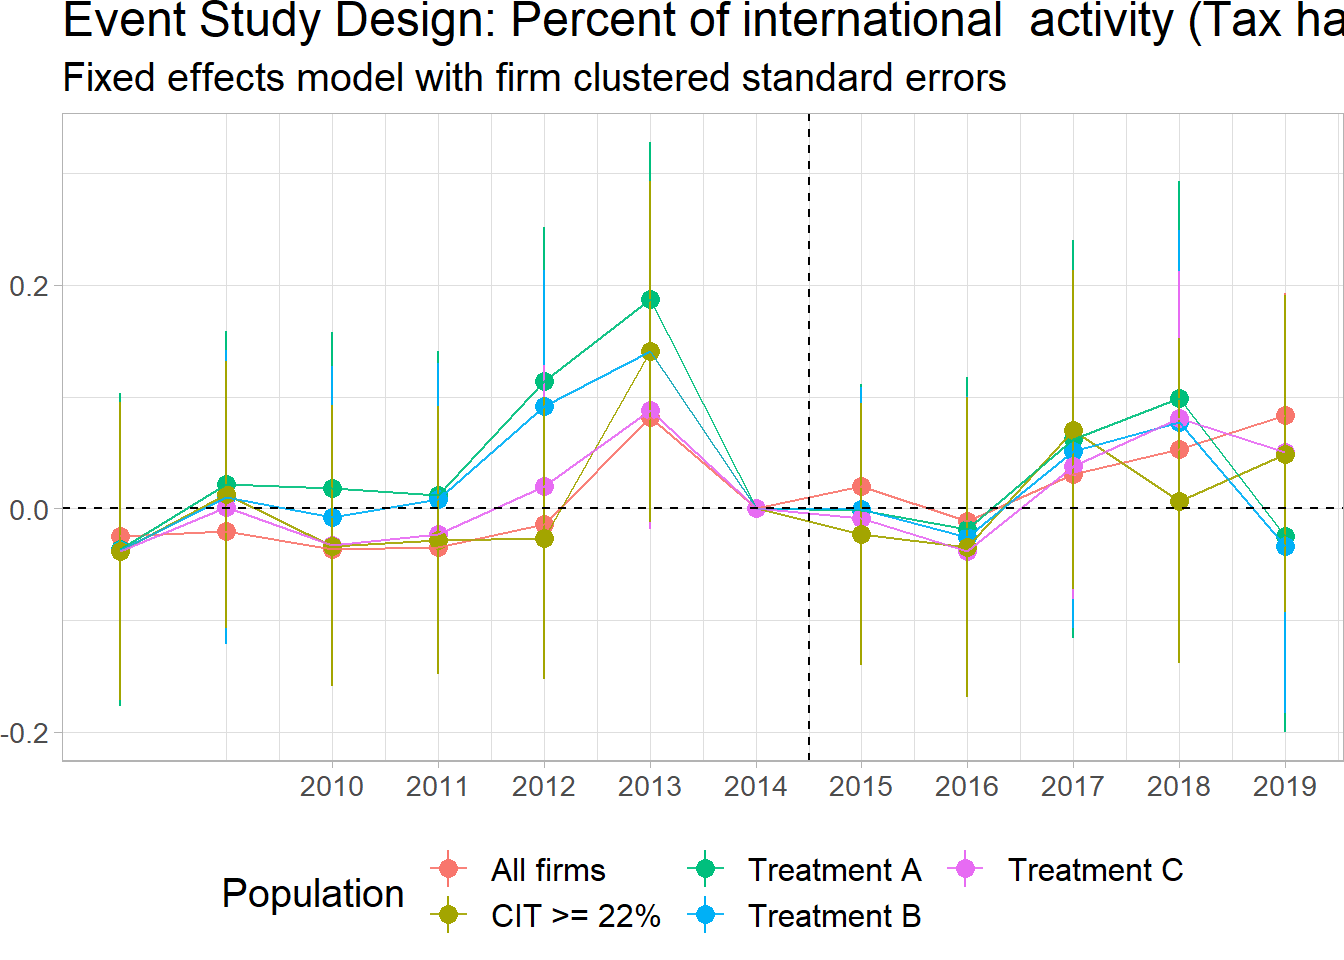 Event Study Design: Percent of international  activity (Tax ha
Fixed effects model with firm clustered standard errors
0.2
0.0
-0.2
2010 2011 2012 2013 2014 2015 2016 2017 2018 2019
Population
All firms
Treatment A
Treatment C
CIT >= 22%
Treatment B